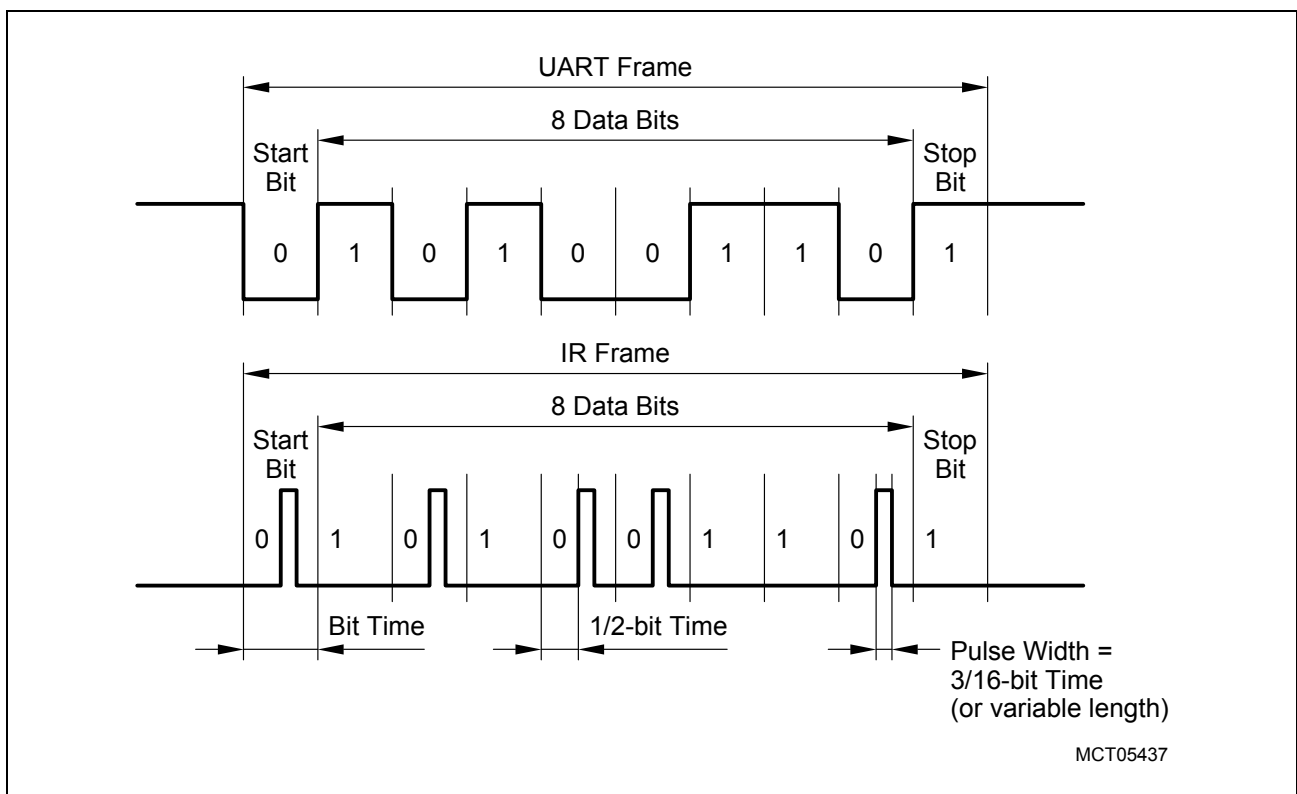 UART Frame
8 Data Bits
Start
Bit
Stop
Bit
0 1 0 1 0 0 1 1 0 1
IR Frame
8 Data Bits
Start
Bit
Stop
Bit
0 1 0 1 0 0 1 1 0 1
Bit Time
1/2-bit Time
Pulse Width =
3/16-bit Time
(or variable length)
MCT05437